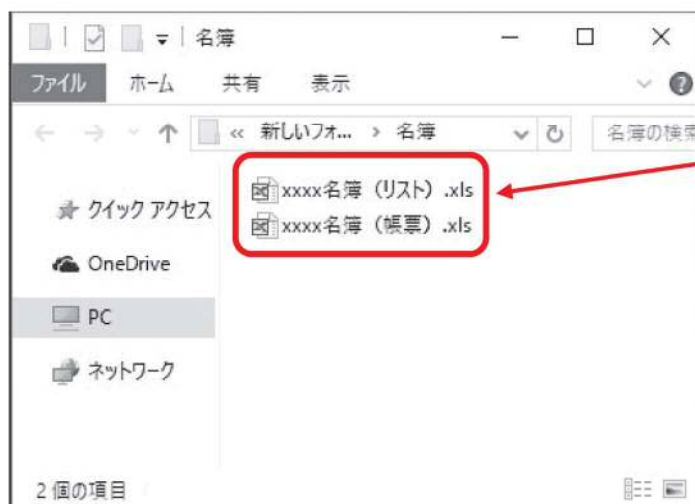 名簿
ファイル ホーム 共有 表示
« 新しいフォ... › 名簿 名簿の検索
クイック アクセス
xxxx名簿（リスト）.xls
xxxx名簿（帳票）.xls
OneDrive
PC
ネットワーク
2 個の項目